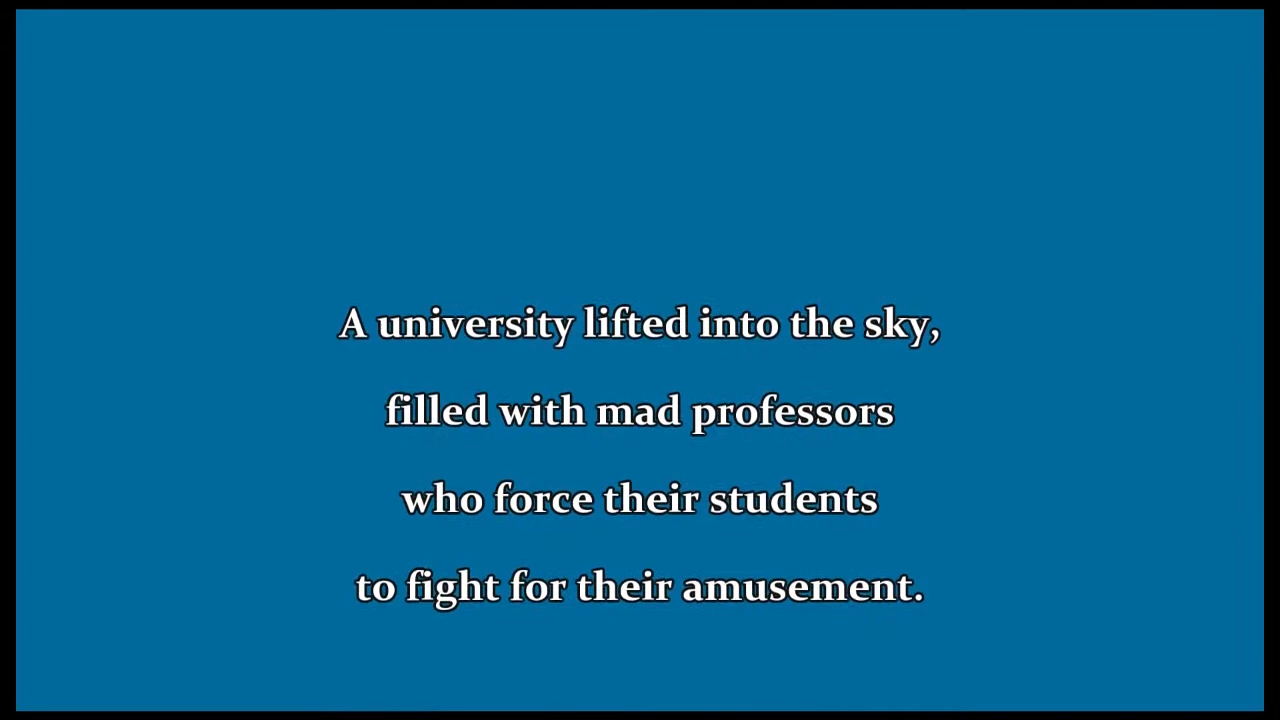 A university lifted into the sky,
filled with mad professors
who force their students
to fight for their amusement.